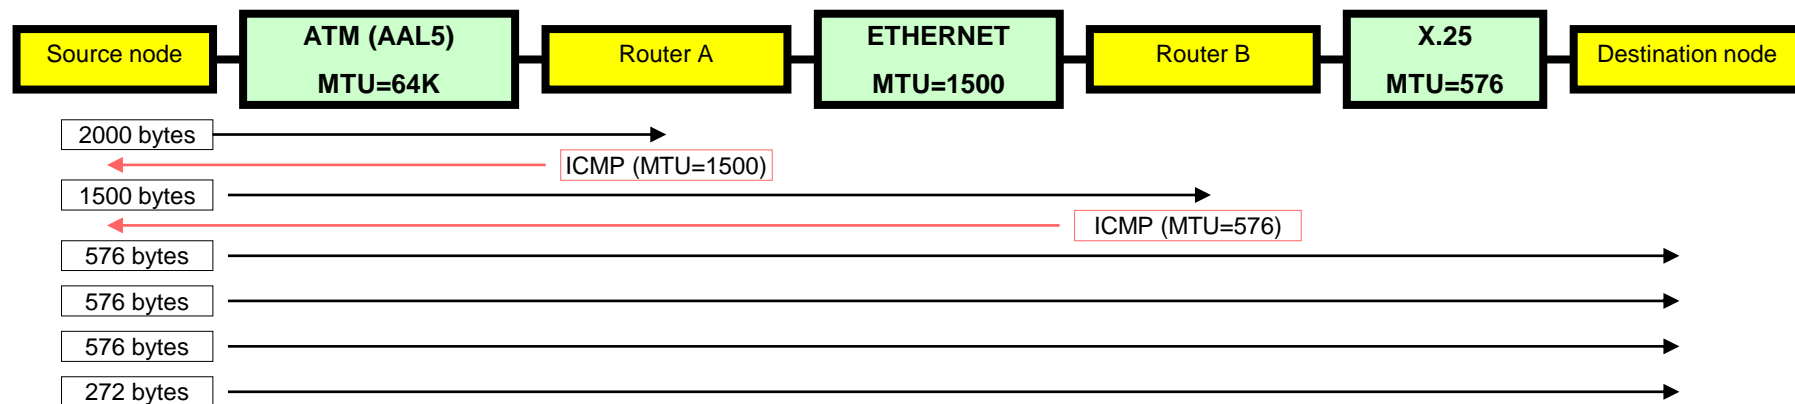 Source node
ATM (AAL5)
MTU=64K
Router A
ETHERNET
MTU=1500
Router B
X.25
MTU=576
Destination node
2000 bytes
ICMP (MTU=1500)
1500 bytes
ICMP (MTU=576)
576 bytes
576 bytes
576 bytes
272 bytes